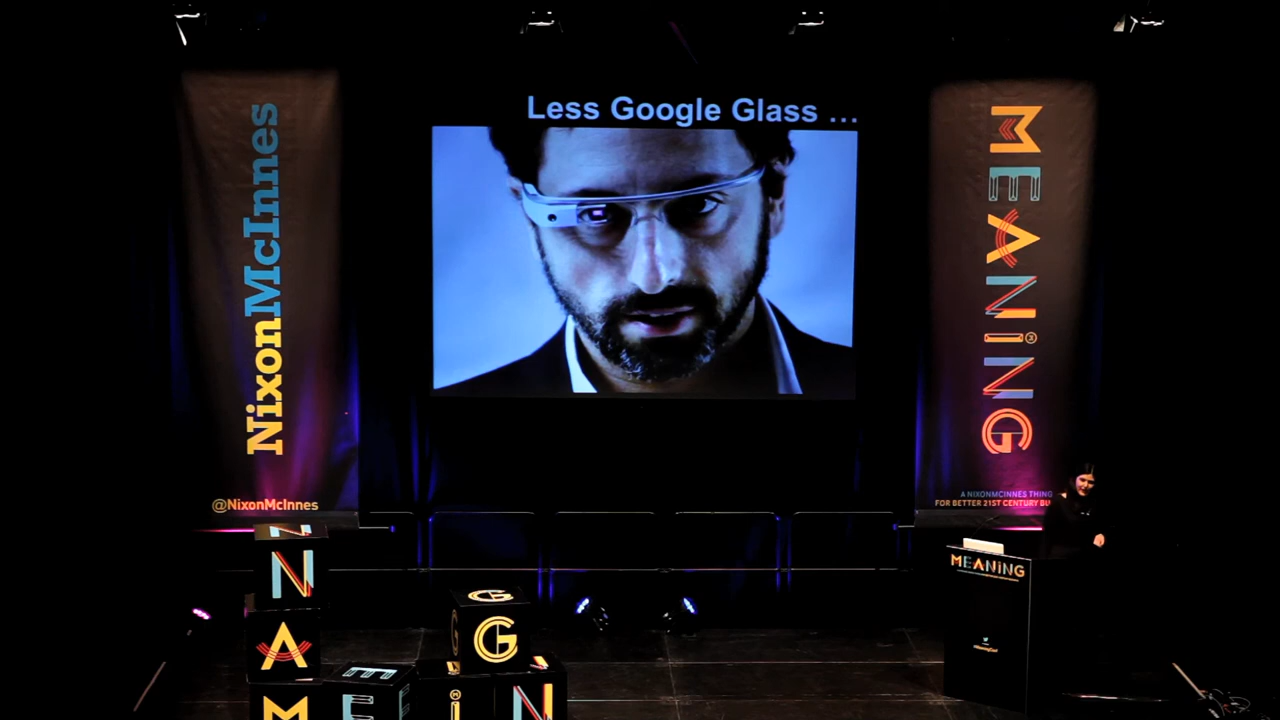 Less Google Glass ...
NixonMcInnes
@NixonMcInnes
MEANING
A NIXONMCINNES THING
FOR BETTER 21ST CENTURY BU
MEANING
N
N
A
M
E
G
G
i
N